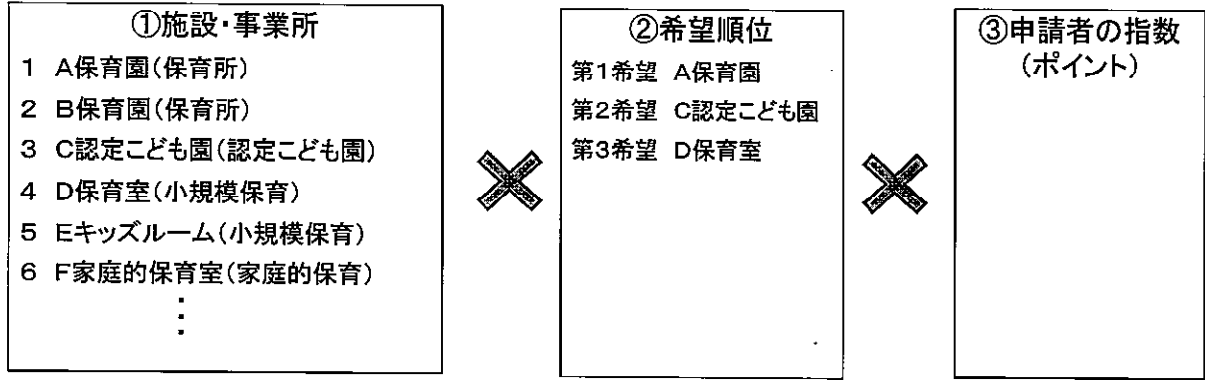 ①施設・事業所
1 A保育園(保育所)
2 B保育園(保育所)
3 C認定こども園(認定こども園)
4 D保育室(小規模保育)
5 Eキッズルーム(小規模保育)
6 F家庭的保育室(家庭的保育)
②希望順位
第1希望 A保育園
第2希望 C認定こども園
第3希望 D保育室
③申請者の指数
(ポイント)